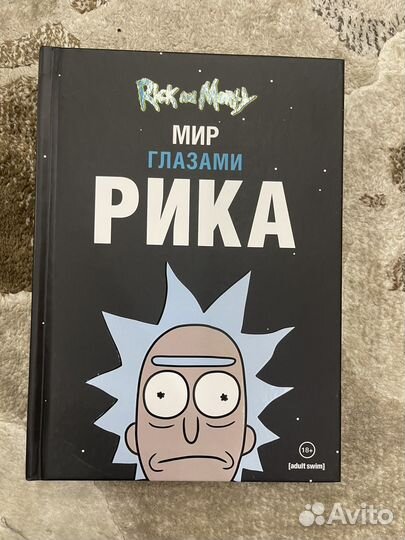 Rick and Morty
МИР
ГЛАЗАМИ
РИКА
18+
[adult swim]
Avito